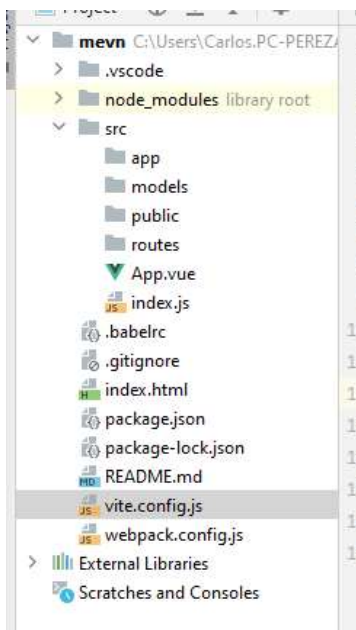 Project
mevn C:\Users\Carlos.PC-PEREZA
.vscode
node_modules library root
src
app
models
public
routes
App.vue
index.js
.babelrc
.gitignore
index.html
package.json
package-lock.json
README.md
vite.config.js
webpack.config.js
External Libraries
Scratches and Consoles